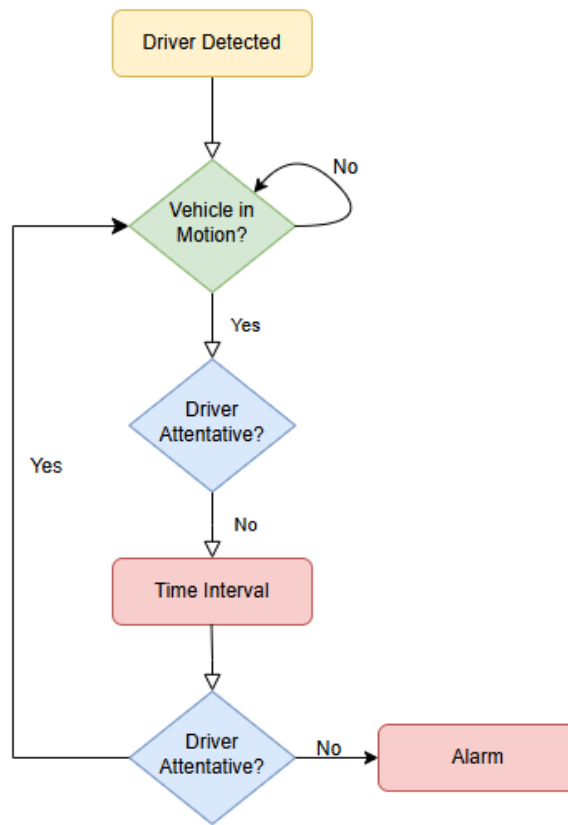 Driver Detected
No
Vehicle in
Motion?
Yes
Driver
Attentative?
Yes
No
Time Interval
Driver
Attentative?
No
Alarm